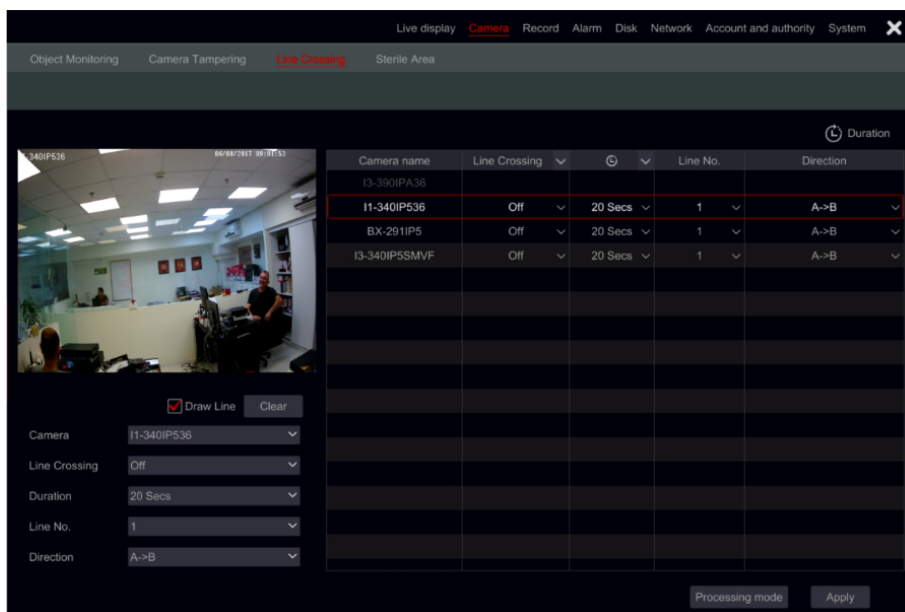 Live display Camera Record Alarm Disk Network Account and authority System
Object Monitoring Camera Tampering Line Crossing Sterile Area
Duration
340IP536 06/08/2017 09:01:53
Camera name Line Crossing Line No. Direction
I3-390IPA36
I1-340IP536 Off 20 Secs 1 A->B
BX-291IP5 Off 20 Secs 1 A->B
I3-340IP5SMVF Off 20 Secs 1 A->B
Draw Line Clear
Camera I1-340IP536
Line Crossing Off
Duration 20 Secs
Line No. 1
Direction A->B
Processing mode Apply